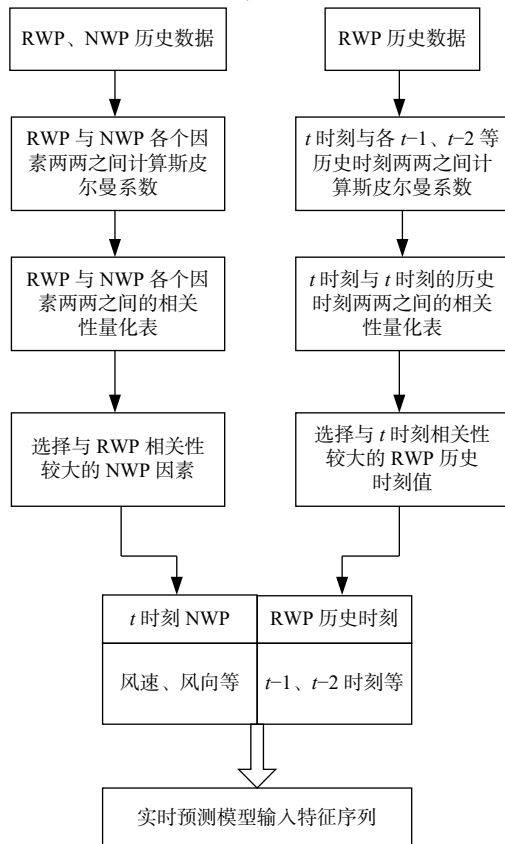 RWP、NWP 历史数据
RWP 与 NWP 各个因
素两两之间计算斯皮
尔曼系数
RWP 与 NWP 各个因
素两两之间的相关
性量化表
选择与 RWP 相关性
较大的 NWP 因素
RWP 历史数据
t 时刻与各 t−1、t−2 等
历史时刻两两之间计
算斯皮尔曼系数
t 时刻与 t 时刻的历史
时刻两两之间的相关
性量化表
选择与 t 时刻相关性
较大的 RWP 历史
时刻值
t 时刻 NWP
RWP 历史时刻
风速、风向等
t−1、t−2 时刻等
实时预测模型输入特征序列